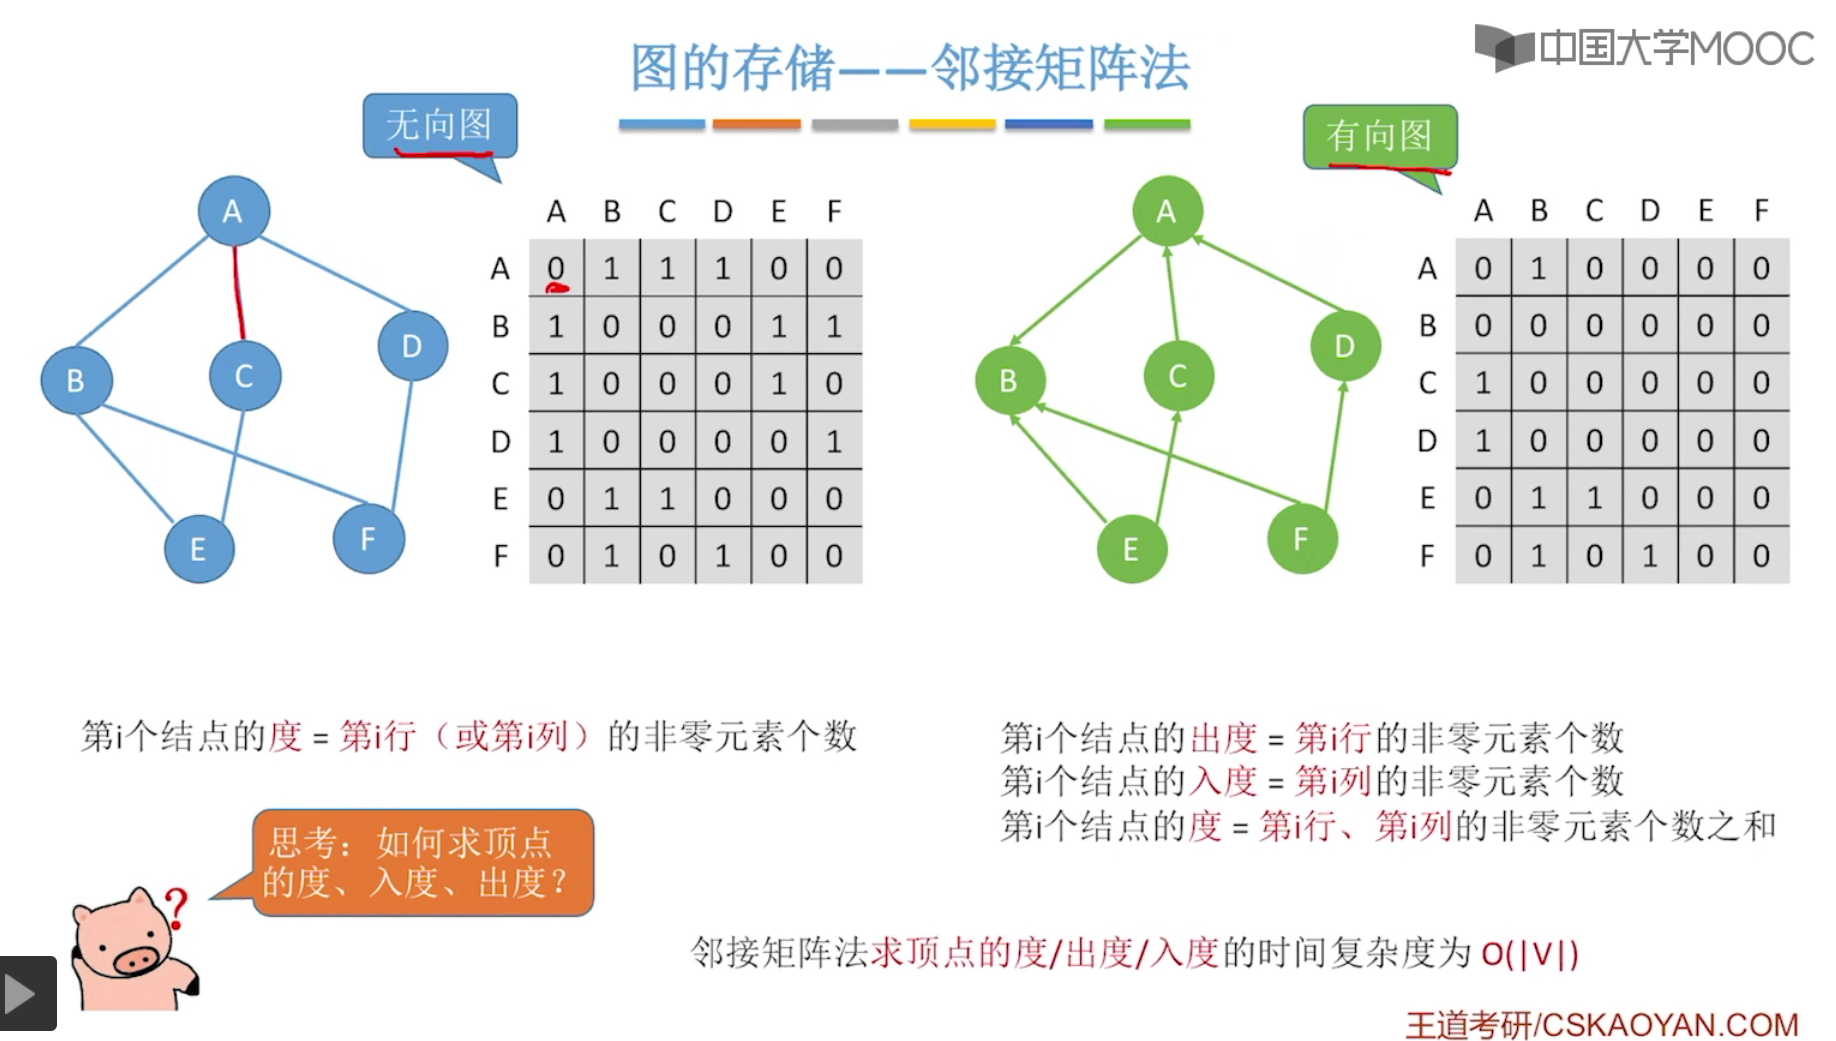 中国大学MOOC
图的存储——邻接矩阵法
无向图
A
B
C
D
E
F
A B C D E F
A 0 1 1 1 0 0
B 1 0 0 0 1 1
C 1 0 0 0 1 0
D 1 0 0 0 0 1
E 0 1 1 0 0 0
F 0 1 0 1 0 0
有向图
A
B
C
D
E
F
A B C D E F
A 0 1 0 0 0 0
B 0 0 0 0 0 0
C 1 0 0 0 0 0
D 1 0 0 0 0 0
E 0 1 1 0 0 0
F 0 1 0 1 0 0
第i个结点的度 = 第i行（或第i列）的非零元素个数
第i个结点的出度 = 第i行的非零元素个数
第i个结点的入度 = 第i列的非零元素个数
第i个结点的度 = 第i行、第i列的非零元素个数之和
思考：如何求顶点
的度、入度、出度？
?
邻接矩阵法求顶点的度/出度/入度的时间复杂度为 O(|V|)
王道考研/CSKAOYAN.COM